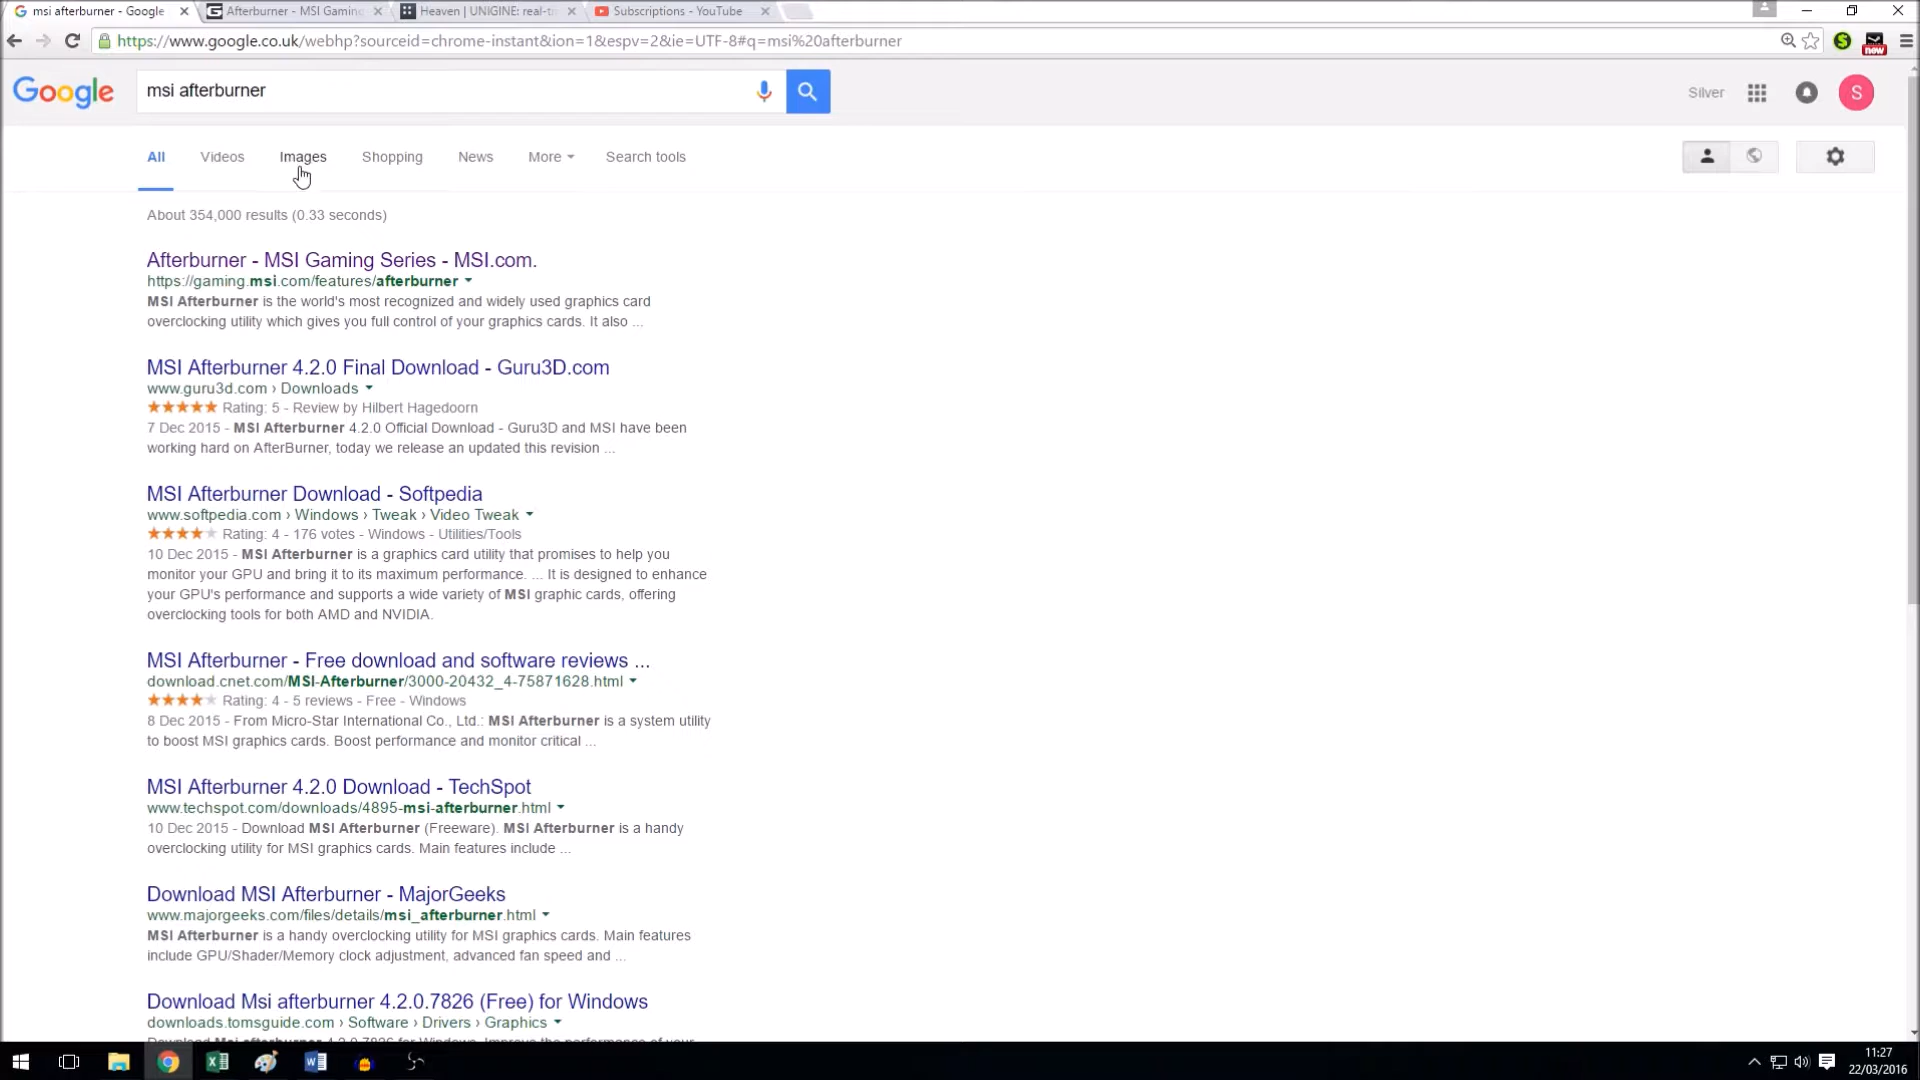 msi afterburner - Google
Afterburner - MSI Gaming
Heaven | UNIGINE: real-ti
Subscriptions - YouTube
https://www.google.co.uk/webhp?sourceid=chrome-instant&ion=1&espv=2&ie=UTF-8#q=msi%20afterburner
now
Google
msi afterburner
Silver
S
All Videos Images Shopping News More Search tools
About 354,000 results (0.33 seconds)
Afterburner - MSI Gaming Series - MSI.com.
https://gaming.msi.com/features/afterburner
MSI Afterburner is the world's most recognized and widely used graphics card
overclocking utility which gives you full control of your graphics cards. It also ...
MSI Afterburner 4.2.0 Final Download - Guru3D.com
www.guru3d.com › Downloads
Rating: 5 - Review by Hilbert Hagedoorn
7 Dec 2015 - MSI Afterburner 4.2.0 Official Download - Guru3D and MSI have been
working hard on AfterBurner, today we release an updated this revision ...
MSI Afterburner Download - Softpedia
www.softpedia.com › Windows › Tweak › Video Tweak
Rating: 4 - 176 votes - Windows - Utilities/Tools
10 Dec 2015 - MSI Afterburner is a graphics card utility that promises to help you
monitor your GPU and bring it to its maximum performance. ... It is designed to enhance
your GPU's performance and supports a wide variety of MSI graphic cards, offering
overclocking tools for both AMD and NVIDIA.
MSI Afterburner - Free download and software reviews ...
download.cnet.com/MSI-Afterburner/3000-20432_4-75871628.html
Rating: 4 - 5 reviews - Free - Windows
8 Dec 2015 - From Micro-Star International Co., Ltd.: MSI Afterburner is a system utility
to boost MSI graphics cards. Boost performance and monitor critical ...
MSI Afterburner 4.2.0 Download - TechSpot
www.techspot.com/downloads/4895-msi-afterburner.html
10 Dec 2015 - Download MSI Afterburner (Freeware). MSI Afterburner is a handy
overclocking utility for MSI graphics cards. Main features include ...
Download MSI Afterburner - MajorGeeks
www.majorgeeks.com/files/details/msi_afterburner.html
MSI Afterburner is a handy overclocking utility for MSI graphics cards. Main features
include GPU/Shader/Memory clock adjustment, advanced fan speed and ...
Download Msi afterburner 4.2.0.7826 (Free) for Windows
downloads.tomsguide.com › Software › Drivers › Graphics
11:27
22/03/2016